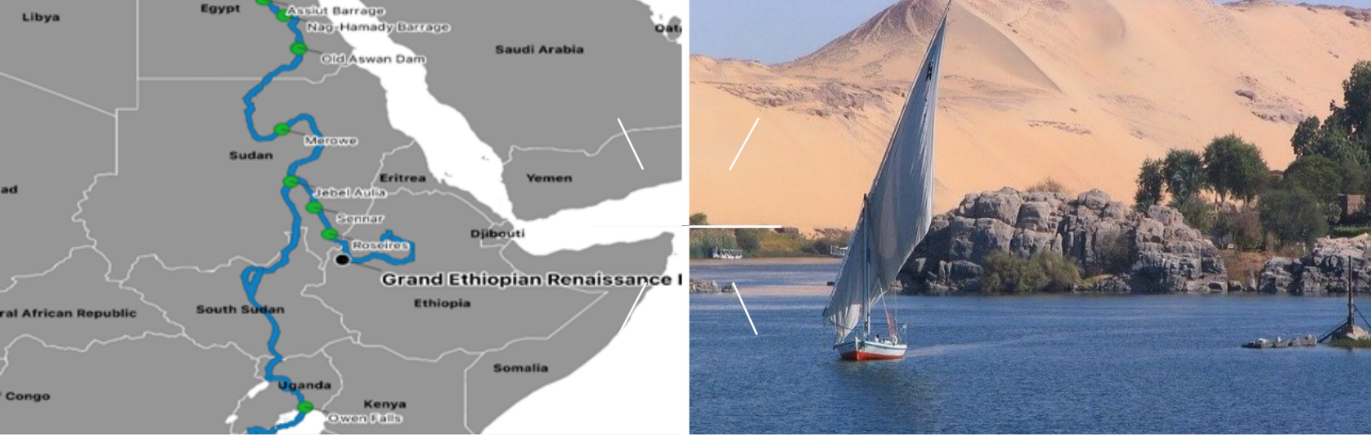 Libya
Egypt
Assiut Barrage
Nag-Hamady Barrage
Old Aswan Dam
Saudi Arabia
Merowe
Sudan
Eritrea
Yemen
ad
Jebel Aulia
Sennar
Roseires
Djibouti
Grand Ethiopian Renaissance
Ethiopia
South Sudan
ral African Republic
Somalia
Uganda
Kenya
Congo
Owen Falls